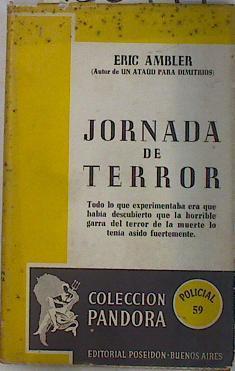 ERIC AMBLER
(Autor de UN ATAÚD PARA DIMITRIOS)
JORNADA
DE
TERROR
Todo lo que experimentaba era que
había descubierto que la horrible
garra del terror de la muerte lo
tenía asido fuertemente.
COLECCION
PANDORA
POLICIAL
59
EDITORIAL POSEIDON-BUENOS AIRES